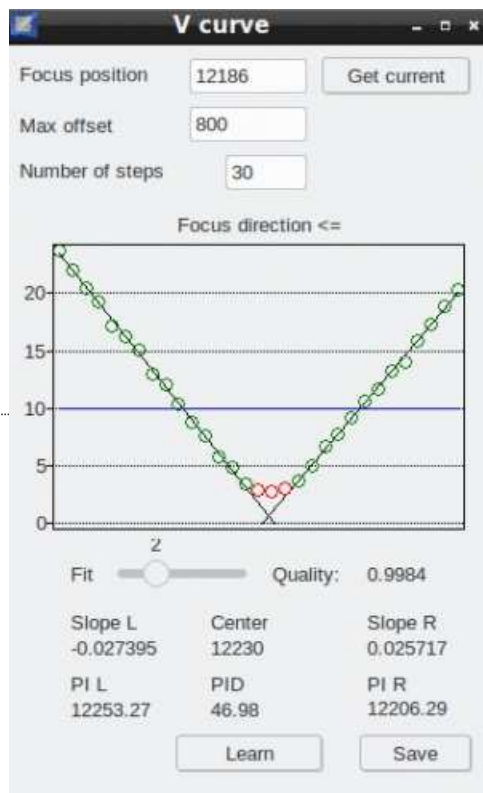 V curve
Focus position 12186 Get current
Max offset 800
Number of steps 30
Focus direction <=
20
15
10
5
0
2
Fit Quality: 0.9984
Slope L Center Slope R
-0.027395 12230 0.025717
PI L PID PI R
12253.27 46.98 12206.29
Learn Save